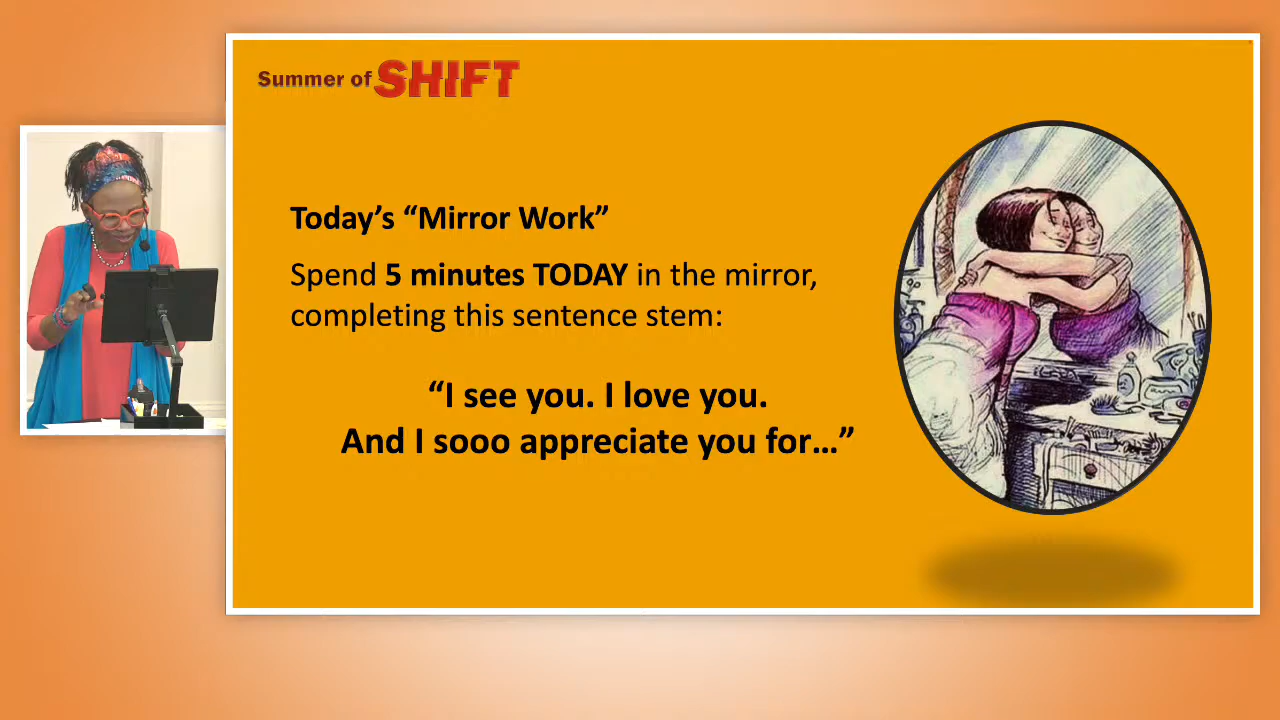 Summer of SHIFT
Today’s “Mirror Work”
Spend 5 minutes TODAY in the mirror,
completing this sentence stem:
“I see you. I love you.
And I sooo appreciate you for…”